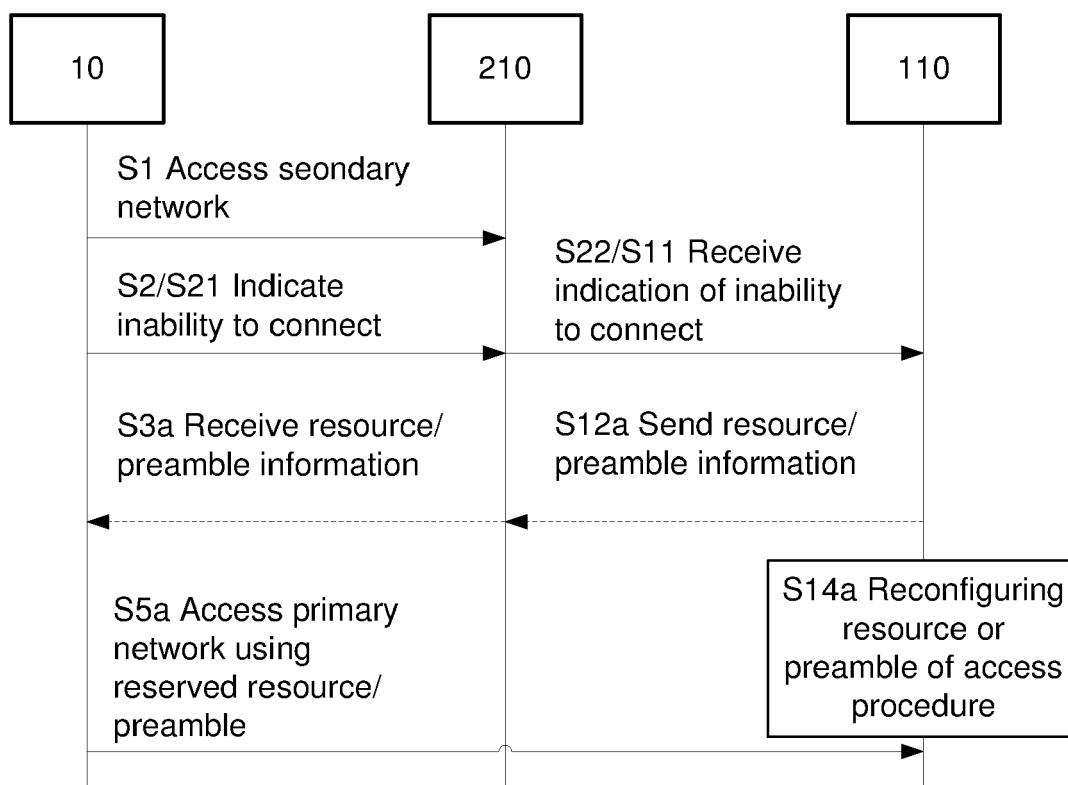 10
210
110
S1 Access seondary
network
S22/S11 Receive
indication of inability
to connect
S2/S21 Indicate
inability to connect
S3a Receive resource/
preamble information
S12a Send resource/
preamble information
S14a Reconfiguring
resource or
preamble of access
procedure
S5a Access primary
network using
reserved resource/
preamble